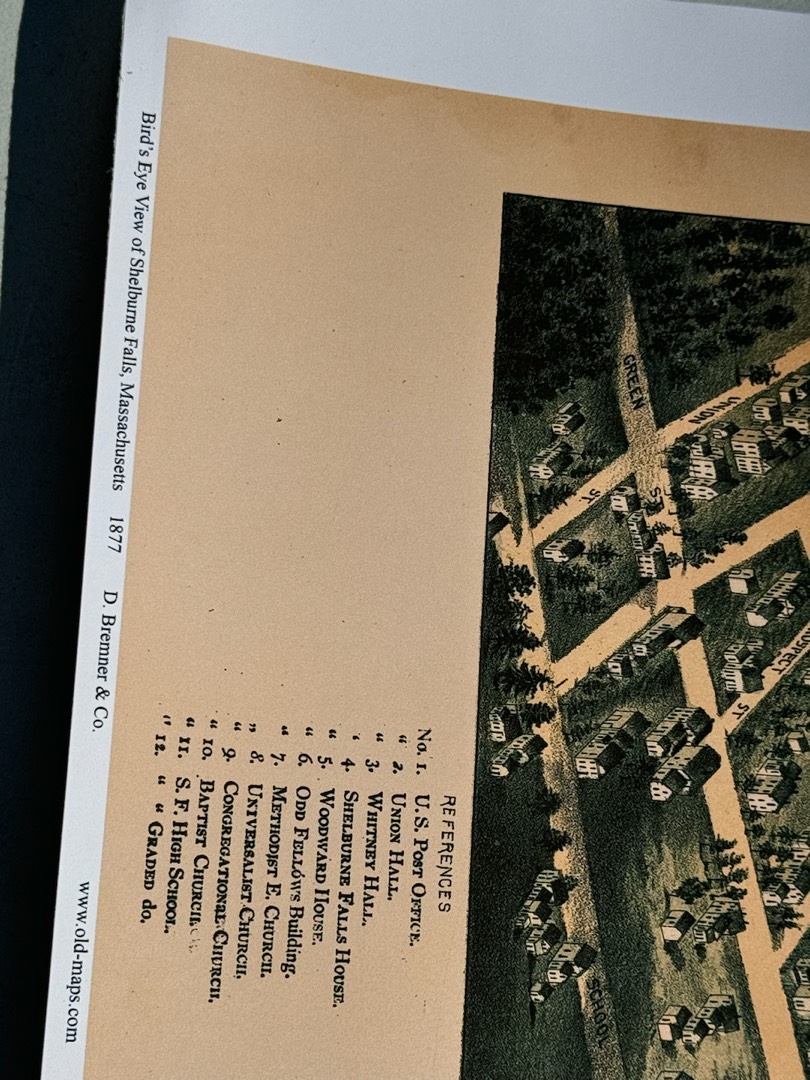 GREEN
ST
UNION
ST
ST
SCHOOL
REFERENCES
No. 1. U. S. POST OFFICE.
" 2. UNION HALL.
" 3. WHITNEY HALL.
" 4. SHELBURNE FALLS HOUSE.
" 5. WOODWARD HOUSE.
" 6. ODD FELLOWS Building.
" 7. METHODIST E. CHURCH.
" 8. UNIVERSALIST CHURCH,
" 9. CONGREGATIONAL CHURCH,
" 10. BAPTIST CHURCH
" 11. S. F. HIGH SCHOOL.
" 12. " " GRADED do.
Bird's Eye View of Shelburne Falls, Massachusetts 1877 D. Bremner & Co. www.old-maps.com